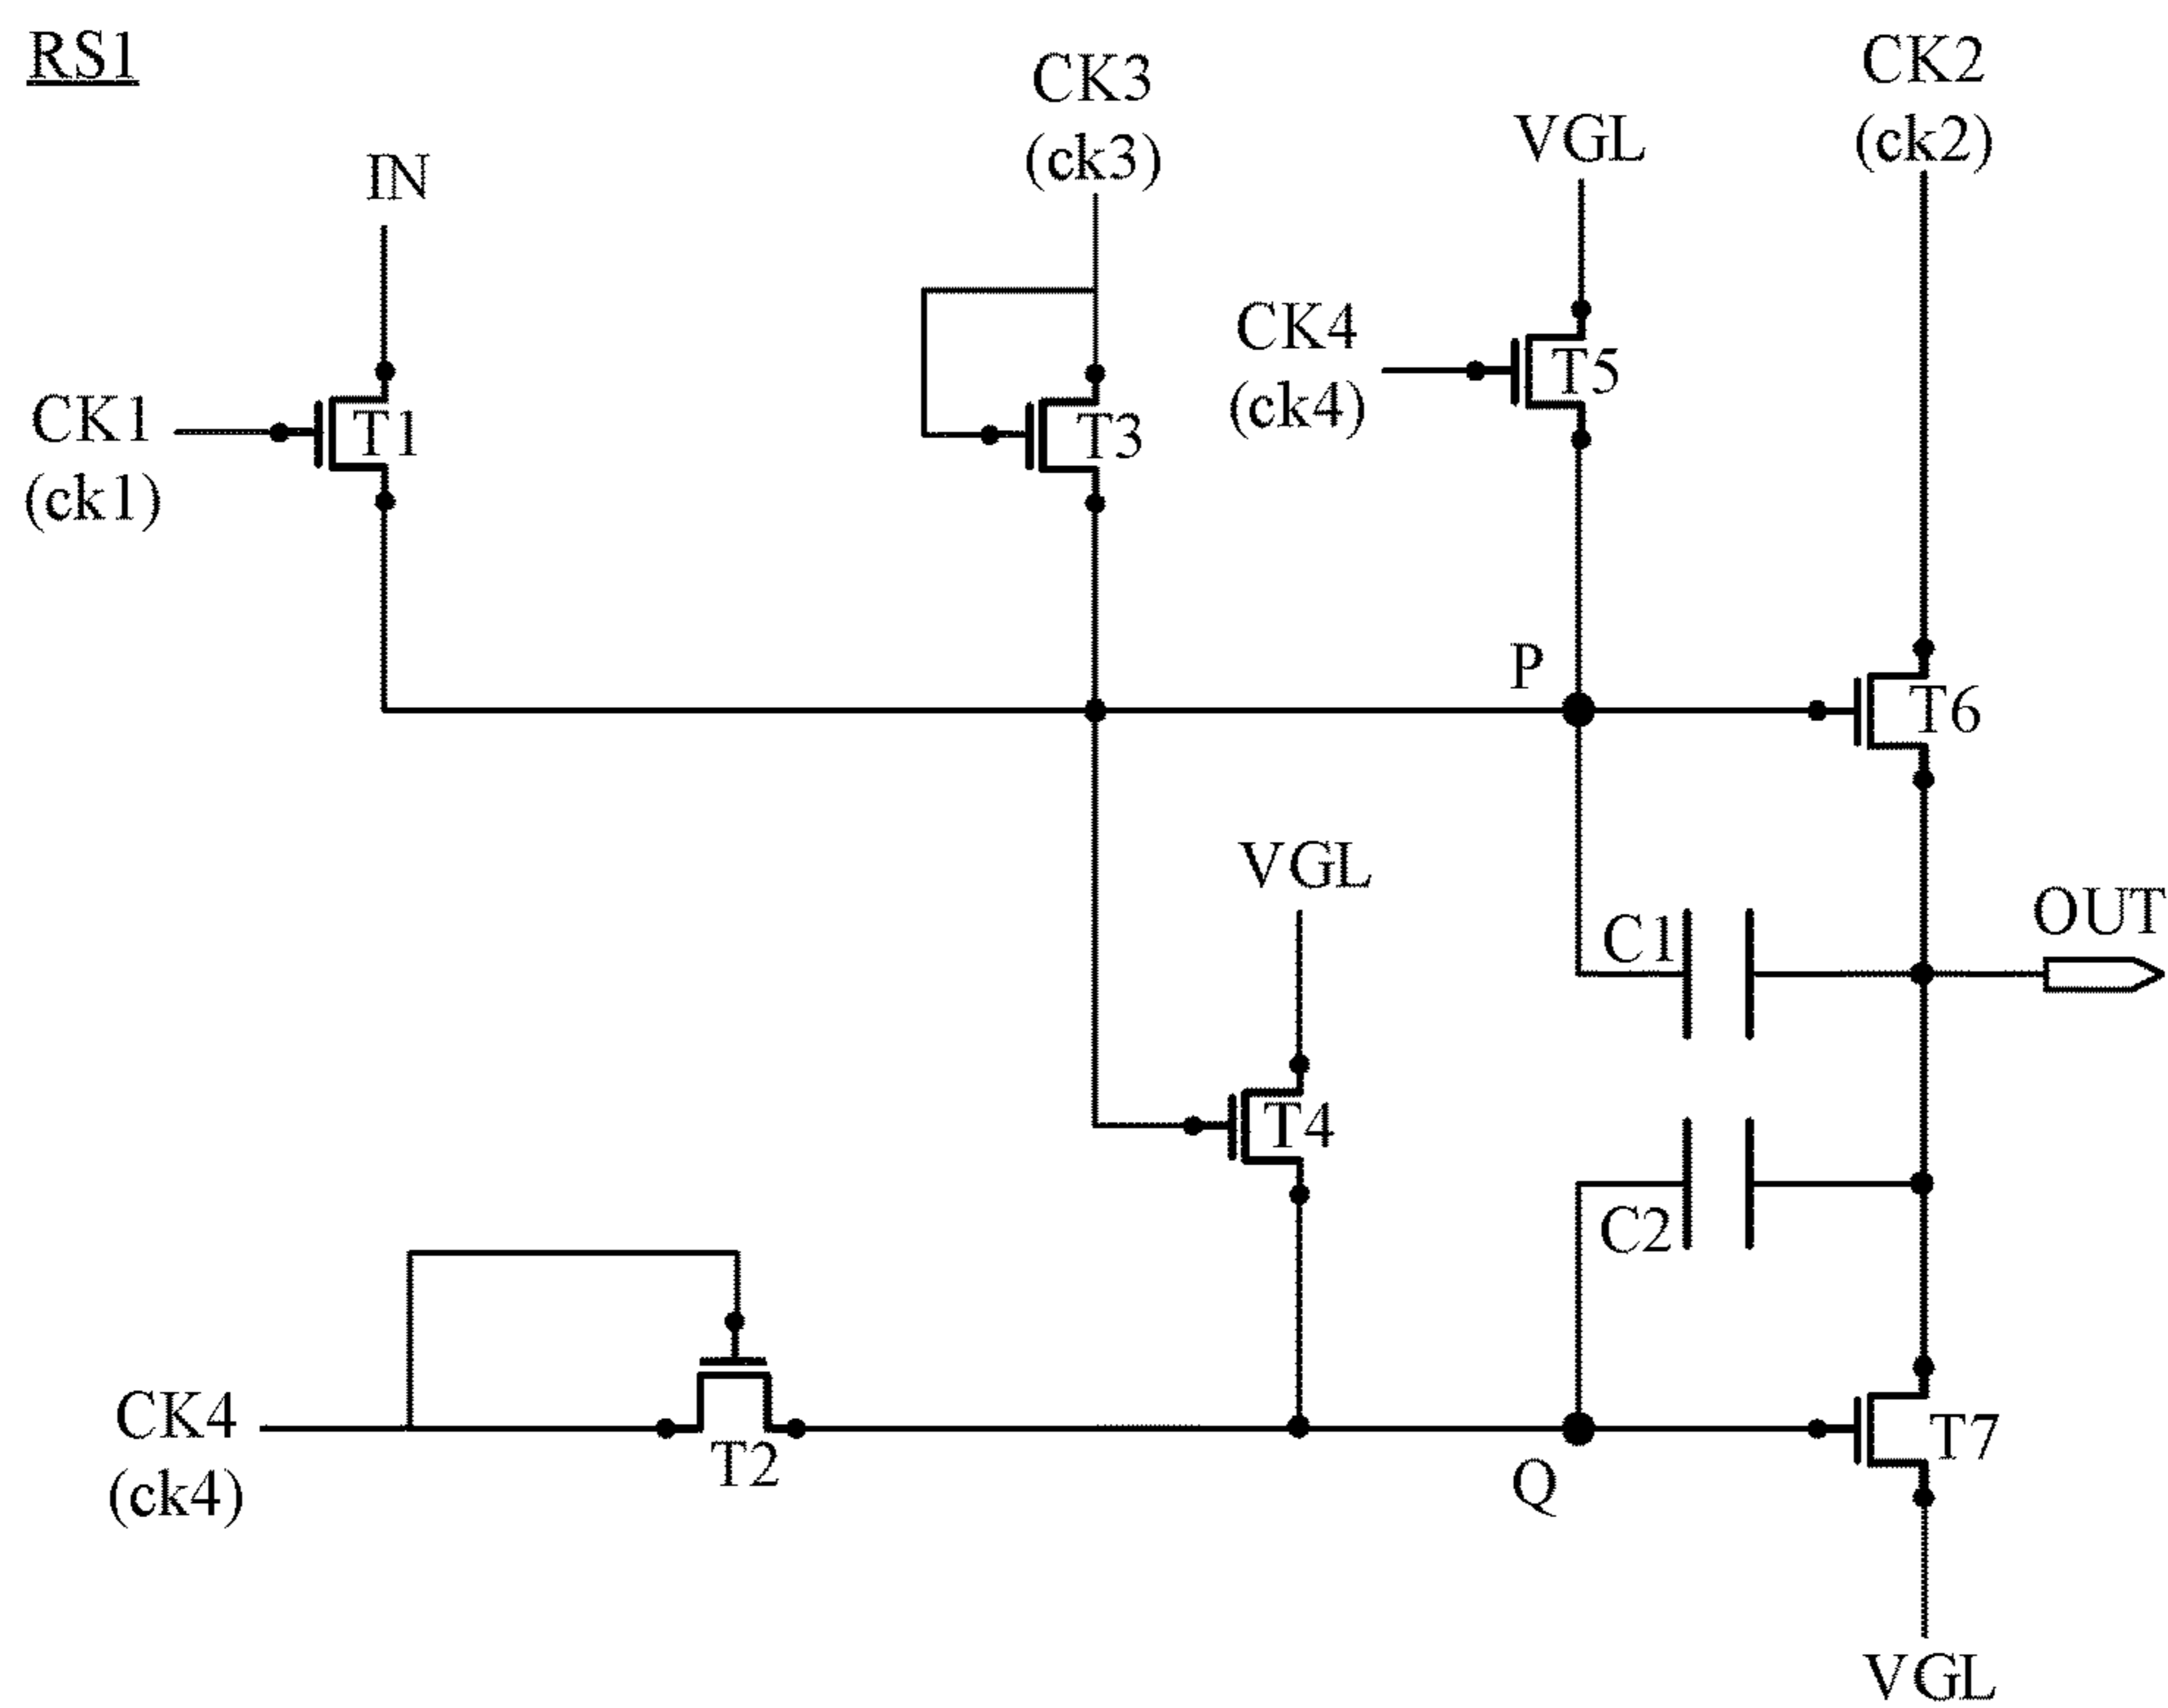 RS1
IN
CK3
(ck3)
VGL
CK2
(ck2)
CK1
(ck1)
T1
T3
CK4
(ck4)
T5
P
T6
VGL
C1
OUT
T4
C2
CK4
(ck4)
T2
Q
T7
VGL